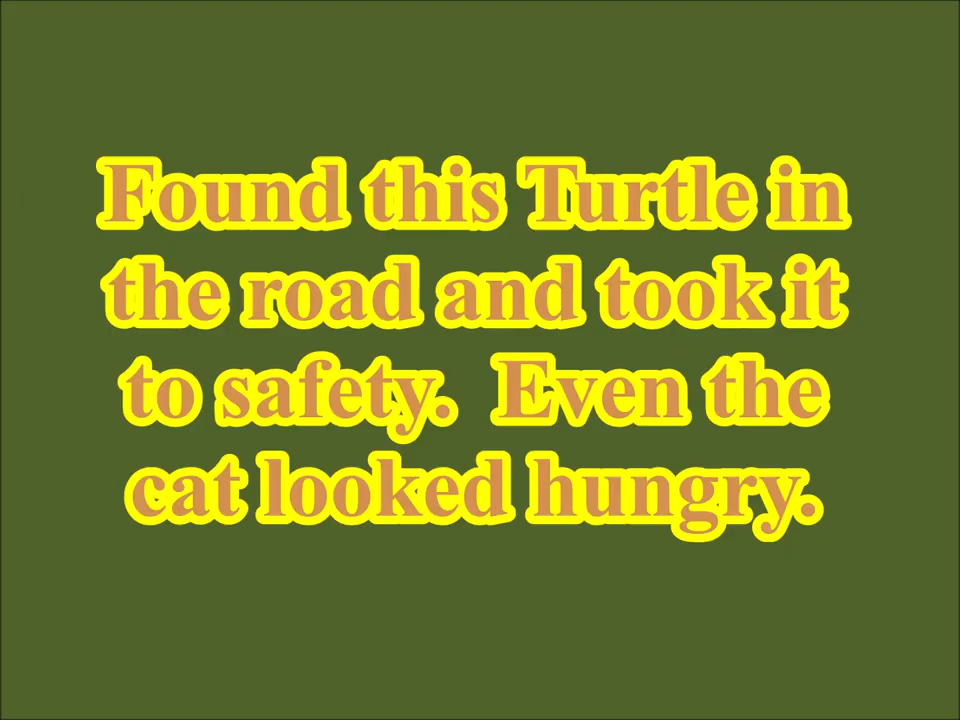 Found this Turtle in
the road and took it
to safety.  Even the
cat looked hungry.